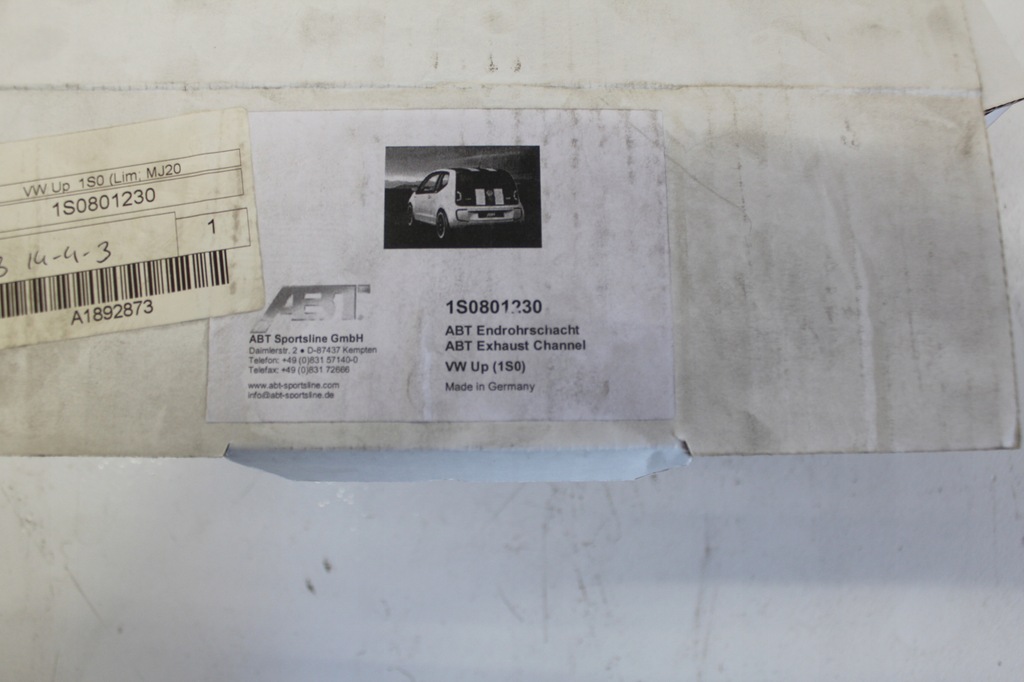 VW Up 1S0 (Lim; MJ20
1S0801230
1
14-4-3
A1892873
ABT
ABT Sportsline GmbH
Daimlerstr. 2 • D-87437 Kempten
Telefon: +49 (0)831 57140-0
Telefax: +49 (0)831 72666
www.abt-sportsline.com
info@abt-sportsline.de
1S0801230
ABT Endrohrschacht
ABT Exhaust Channel
VW Up (1S0)
Made in Germany